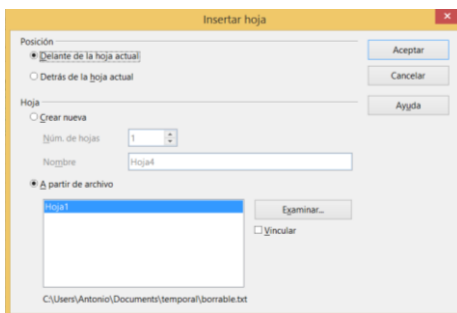 Insertar hoja
Posición
Delante de la hoja actual
Detrás de la hoja actual
Hoja
Crear nueva
Núm. de hojas 1
Nombre Hoja4
A partir de archivo
Hoja1
C:\Users\Antonio\Documents\temporal\borrable.txt
Aceptar
Cancelar
Ayuda
Examinar...
Vincular